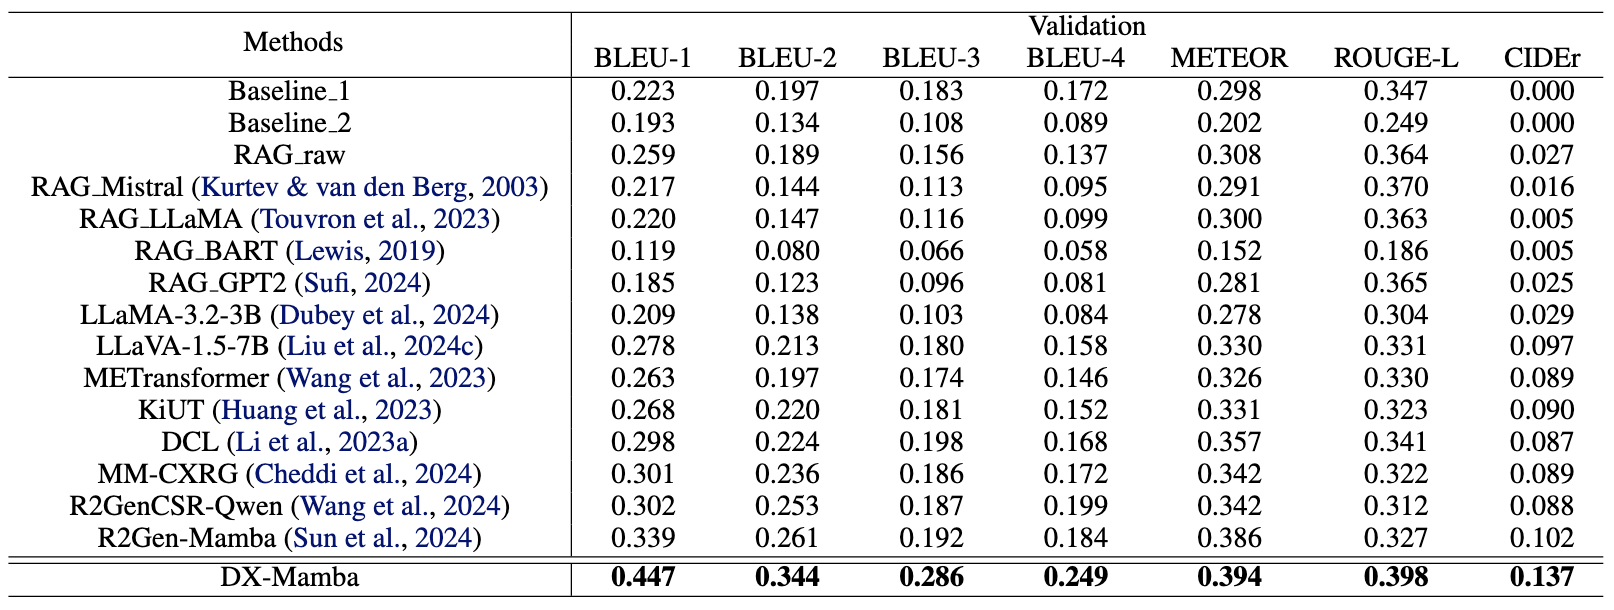 Methods Validation
BLEU-1 BLEU-2 BLEU-3 BLEU-4 METEOR ROUGE-L CIDEr
Baseline_1 0.223 0.197 0.183 0.172 0.298 0.347 0.000
Baseline_2 0.193 0.134 0.108 0.089 0.202 0.249 0.000
RAG_raw 0.259 0.189 0.156 0.137 0.308 0.364 0.027
RAG_Mistral (Kurtev & van den Berg, 2003) 0.217 0.144 0.113 0.095 0.291 0.370 0.016
RAG_LLaMA (Touvron et al., 2023) 0.220 0.147 0.116 0.099 0.300 0.363 0.005
RAG_BART (Lewis, 2019) 0.119 0.080 0.066 0.058 0.152 0.186 0.005
RAG_GPT2 (Sufi, 2024) 0.185 0.123 0.096 0.081 0.281 0.365 0.025
LLaMA-3.2-3B (Dubey et al., 2024) 0.209 0.138 0.103 0.084 0.278 0.304 0.029
LLaVA-1.5-7B (Liu et al., 2024c) 0.278 0.213 0.180 0.158 0.330 0.331 0.097
METransformer (Wang et al., 2023) 0.263 0.197 0.174 0.146 0.326 0.330 0.089
KiUT (Huang et al., 2023) 0.268 0.220 0.181 0.152 0.331 0.323 0.090
DCL (Li et al., 2023a) 0.298 0.224 0.198 0.168 0.357 0.341 0.087
MM-CXRG (Cheddi et al., 2024) 0.301 0.236 0.186 0.172 0.342 0.322 0.089
R2GenCSR-Qwen (Wang et al., 2024) 0.302 0.253 0.187 0.199 0.342 0.312 0.088
R2Gen-Mamba (Sun et al., 2024) 0.339 0.261 0.192 0.184 0.386 0.327 0.102
DX-Mamba 0.447 0.344 0.286 0.249 0.394 0.398 0.137